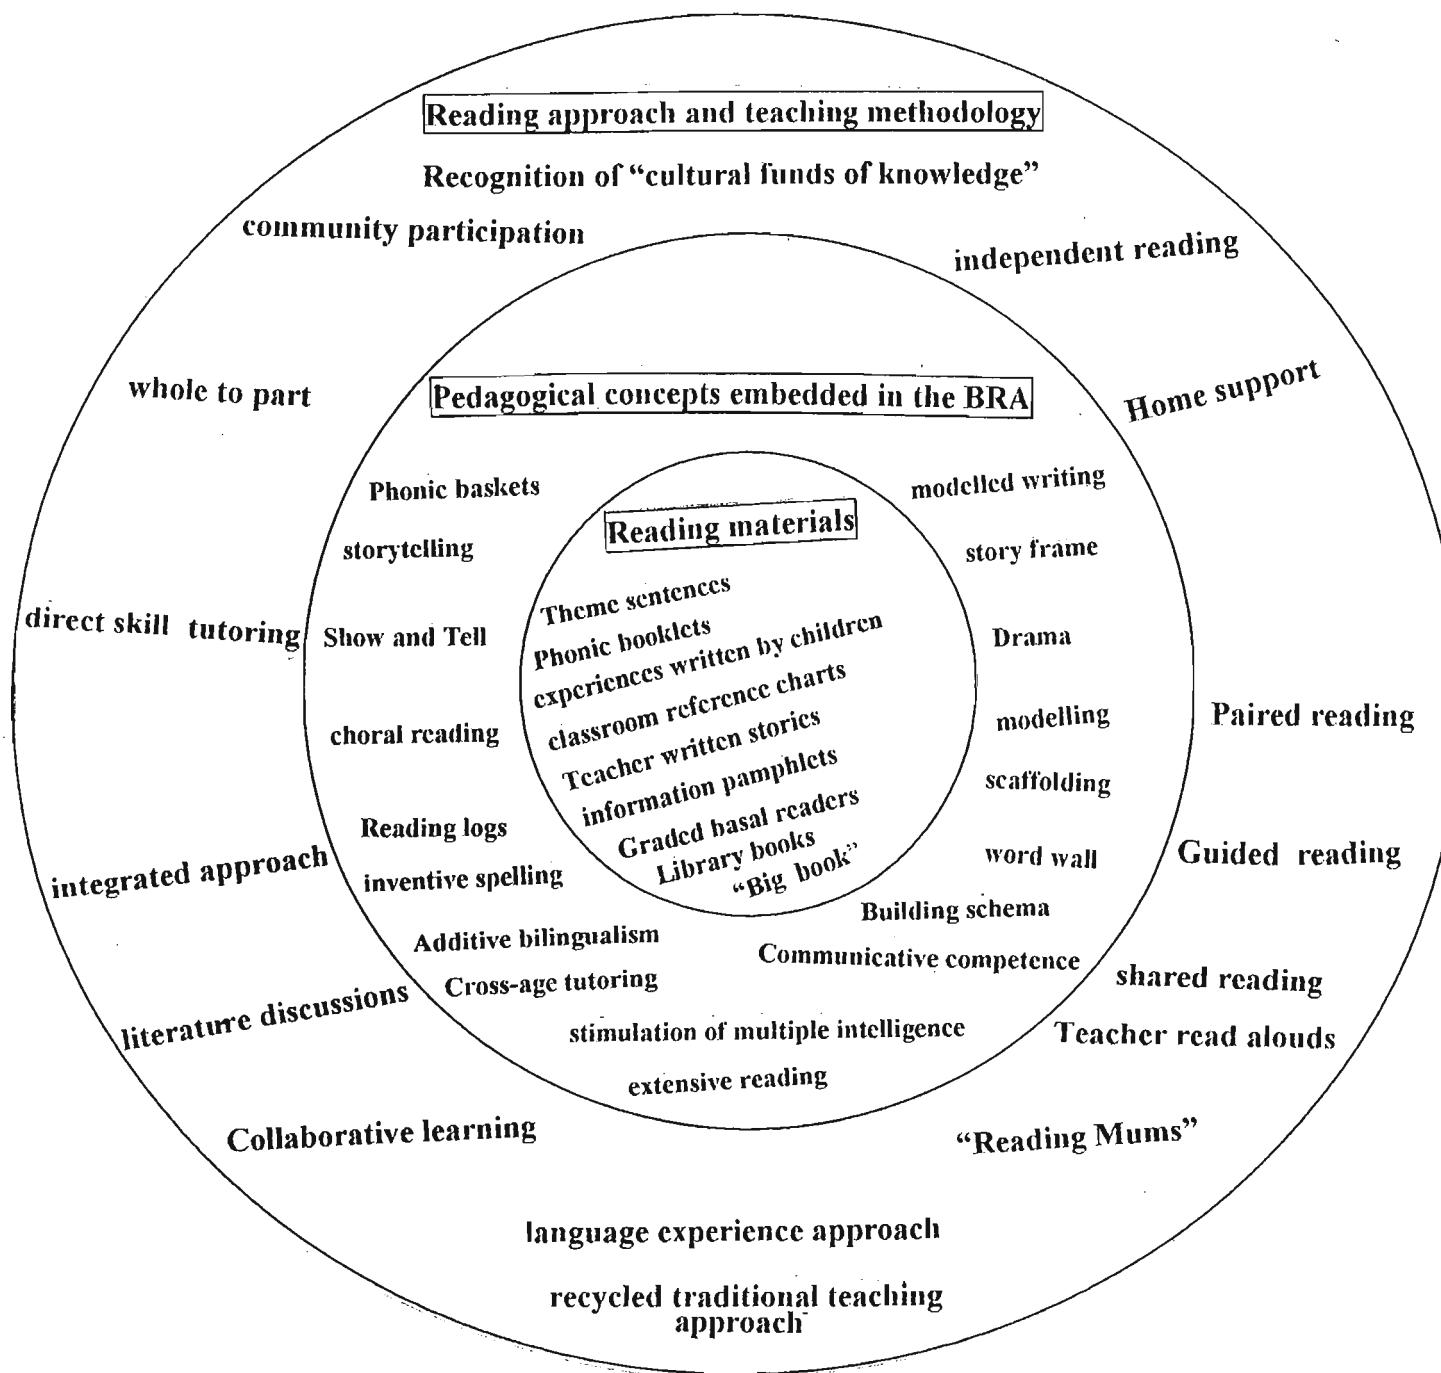 Reading approach and teaching methodology
Recognition of “cultural funds of knowledge”
community participation
independent reading
whole to part
Home support
direct skill tutoring
Paired reading
integrated approach
Guided reading
literature discussions
shared reading
Teacher read alouds
Collaborative learning
“Reading Mums”
language experience approach
recycled traditional teaching
approach
Pedagogical concepts embedded in the BRA
Phonic baskets
modelled writing
storytelling
story frame
Show and Tell
Drama
choral reading
modelling
scaffolding
Reading logs
word wall
inventive spelling
Building schema
Additive bilingualism
Communicative competence
Cross-age tutoring
stimulation of multiple intelligence
extensive reading
Reading materials
Theme sentences
Phonic booklets
experiences written by children
classroom reference charts
Teacher written stories
information pamphlets
Graded basal readers
Library books
“Big book”